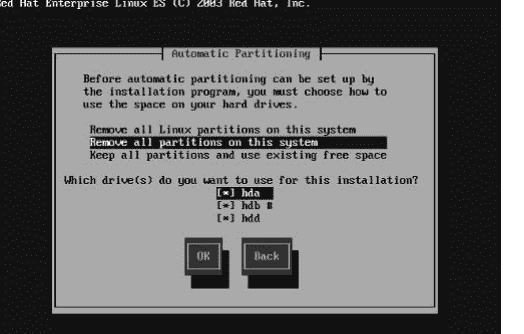 ed Hat Enterprise Linux ES (C) 2003 Red Hat, Inc.
Automatic Partitioning
Before automatic partitioning can be set up by
the installation program, you must choose how to
use the space on your hard drives.
Remove all Linux partitions on this system
Remove all partitions on this system
Keep all partitions and use existing free space
Which drive(s) do you want to use for this installation?
[*] hda
[*] hdb #
[*] hdd
OK Back